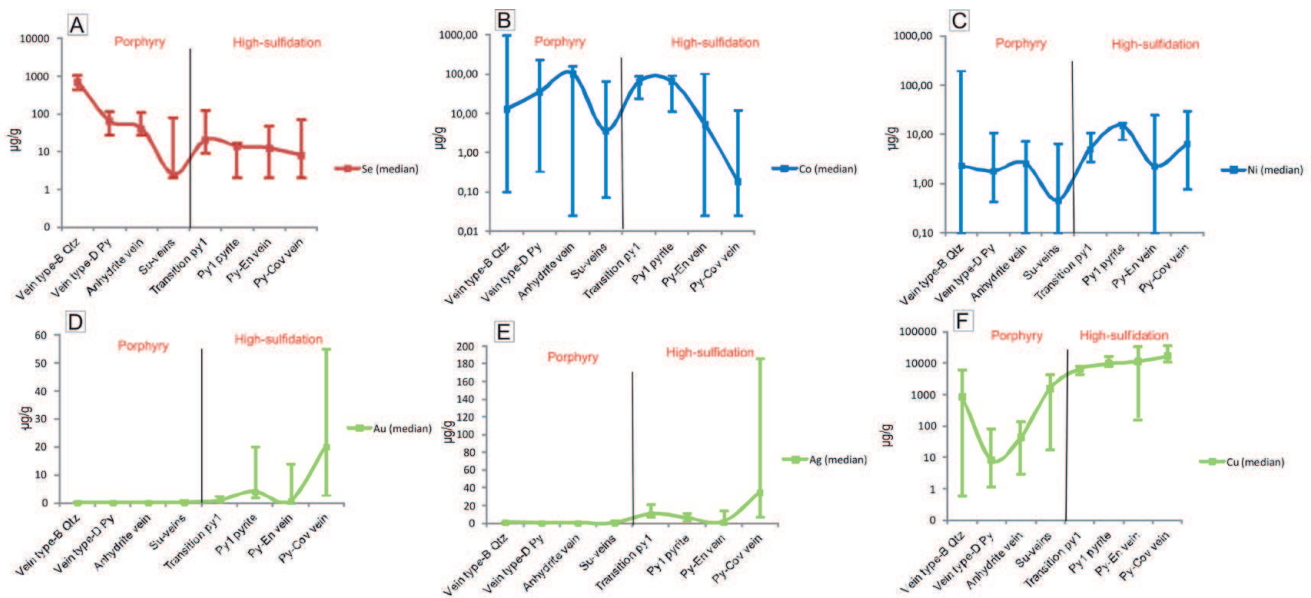 A
Porphyry
High-sulfidation
10000
1000
100
10
1
0
µg/g
Se (median)
Vein type-B Qtz
Vein type-D Py
Anhydrite vein
Su-veins
Transition py1
Py1 pyrite
Py-En vein
Py-Cov vein
B
Porphyry
High-sulfidation
1000,00
100,00
10,00
1,00
0,10
0,01
µg/g
Co (median)
Vein type-B Qtz
Vein type-D Py
Anhydrite vein
Su-veins
Transition py1
Py1 pyrite
Py-En vein
Py-Cov vein
C
Porphyry
High-sulfidation
1000,00
100,00
10,00
1,00
0,10
µg/g
Ni (median)
Vein type-B Qtz
Vein type-D Py
Anhydrite vein
Su-veins
Transition py1
Py1 pyrite
Py-En vein
Py-Cov vein
D
Porphyry
High-sulfidation
60
50
40
30
20
10
0
µg/g
Au (median)
Vein type-B Qtz
Vein type-D Py
Anhydrite vein
Su-veins
Transition py1
Py1 pyrite
Py-En vein
Py-Cov vein
E
Porphyry
High-sulfidation
200
180
160
140
120
100
80
60
40
20
0
µg/g
Ag (median)
Vein type-B Qtz
Vein type-D Py
Anhydrite vein
Su-veins
Transition py1
Py1 pyrite
Py-En vein
Py-Cov vein
F
Porphyry
High-sulfidation
100000
10000
1000
100
10
1
0
µg/g
Cu (median)
Vein type-B Qtz
Vein type-D Py
Anhydrite vein
Su-veins
Transition py1
Py1 pyrite
Py-En vein
Py-Cov vein